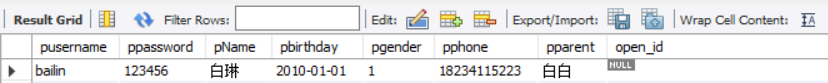 Result Grid Filter Rows: Edit: Export/Import: Wrap Cell Content: IA
pusername ppassword pName pbirthday pgender pphone pparent open_id
bailin 123456 白琳 2010-01-01 1 18234115223 白白 NULL